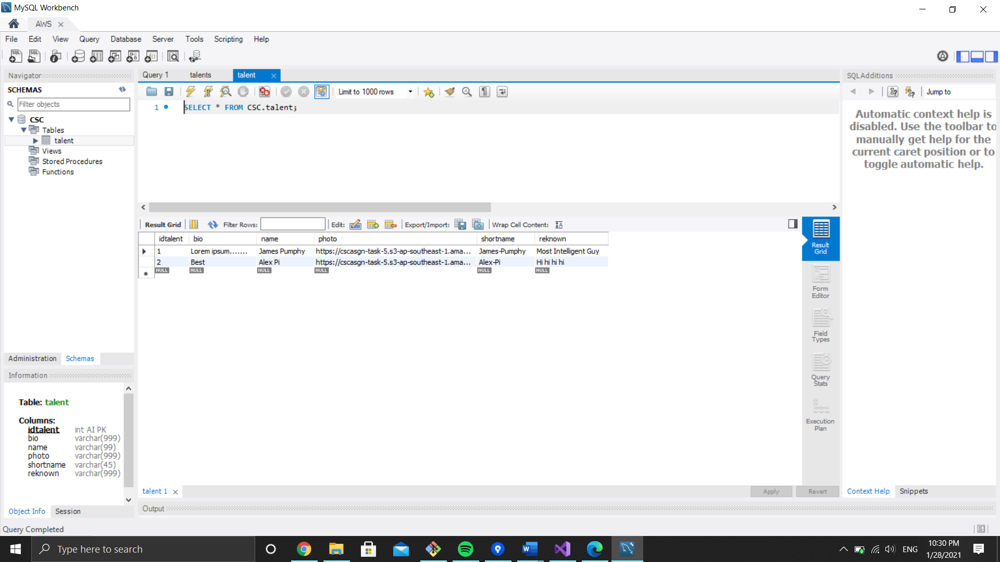 MySQL Workbench
AWS
File Edit View Query Database Server Tools Scripting Help
Navigator
SCHEMAS
Filter objects
CSC
Tables
talent
Views
Stored Procedures
Functions
Administration Schemas
Information
Table: talent
Columns:
idtalent int AI PK
bio varchar(999)
name varchar(99)
photo varchar(999)
shortname varchar(45)
reknown varchar(999)
Object Info Session
Query 1 talents talent
Limit to 1000 rows
1 SELECT * FROM CSC.talent;
Result Grid Filter Rows: Edit: Export/Import: Wrap Cell Content:
idtalent bio name photo shortname reknown
1 Lorem ipsum....... James Pumphy https://cscasgn-task-5.s3-ap-southeast-1.ama... James-Pumphy Most Intelligent Guy
2 Best Alex Pi https://cscasgn-task-5.s3-ap-southeast-1.ama... Alex-Pi Hi hi hi hi
NULL NULL NULL NULL NULL NULL
Result
Grid
Form
Editor
Field
Types
Query
Stats
Execution
Plan
talent 1
Apply Revert
Output
SQLAdditions
Jump to
Automatic context help is
disabled. Use the toolbar to
manually get help for the
current caret position or to
toggle automatic help.
Context Help Snippets
Query Completed
Type here to search
ENG
10:30 PM
1/28/2021